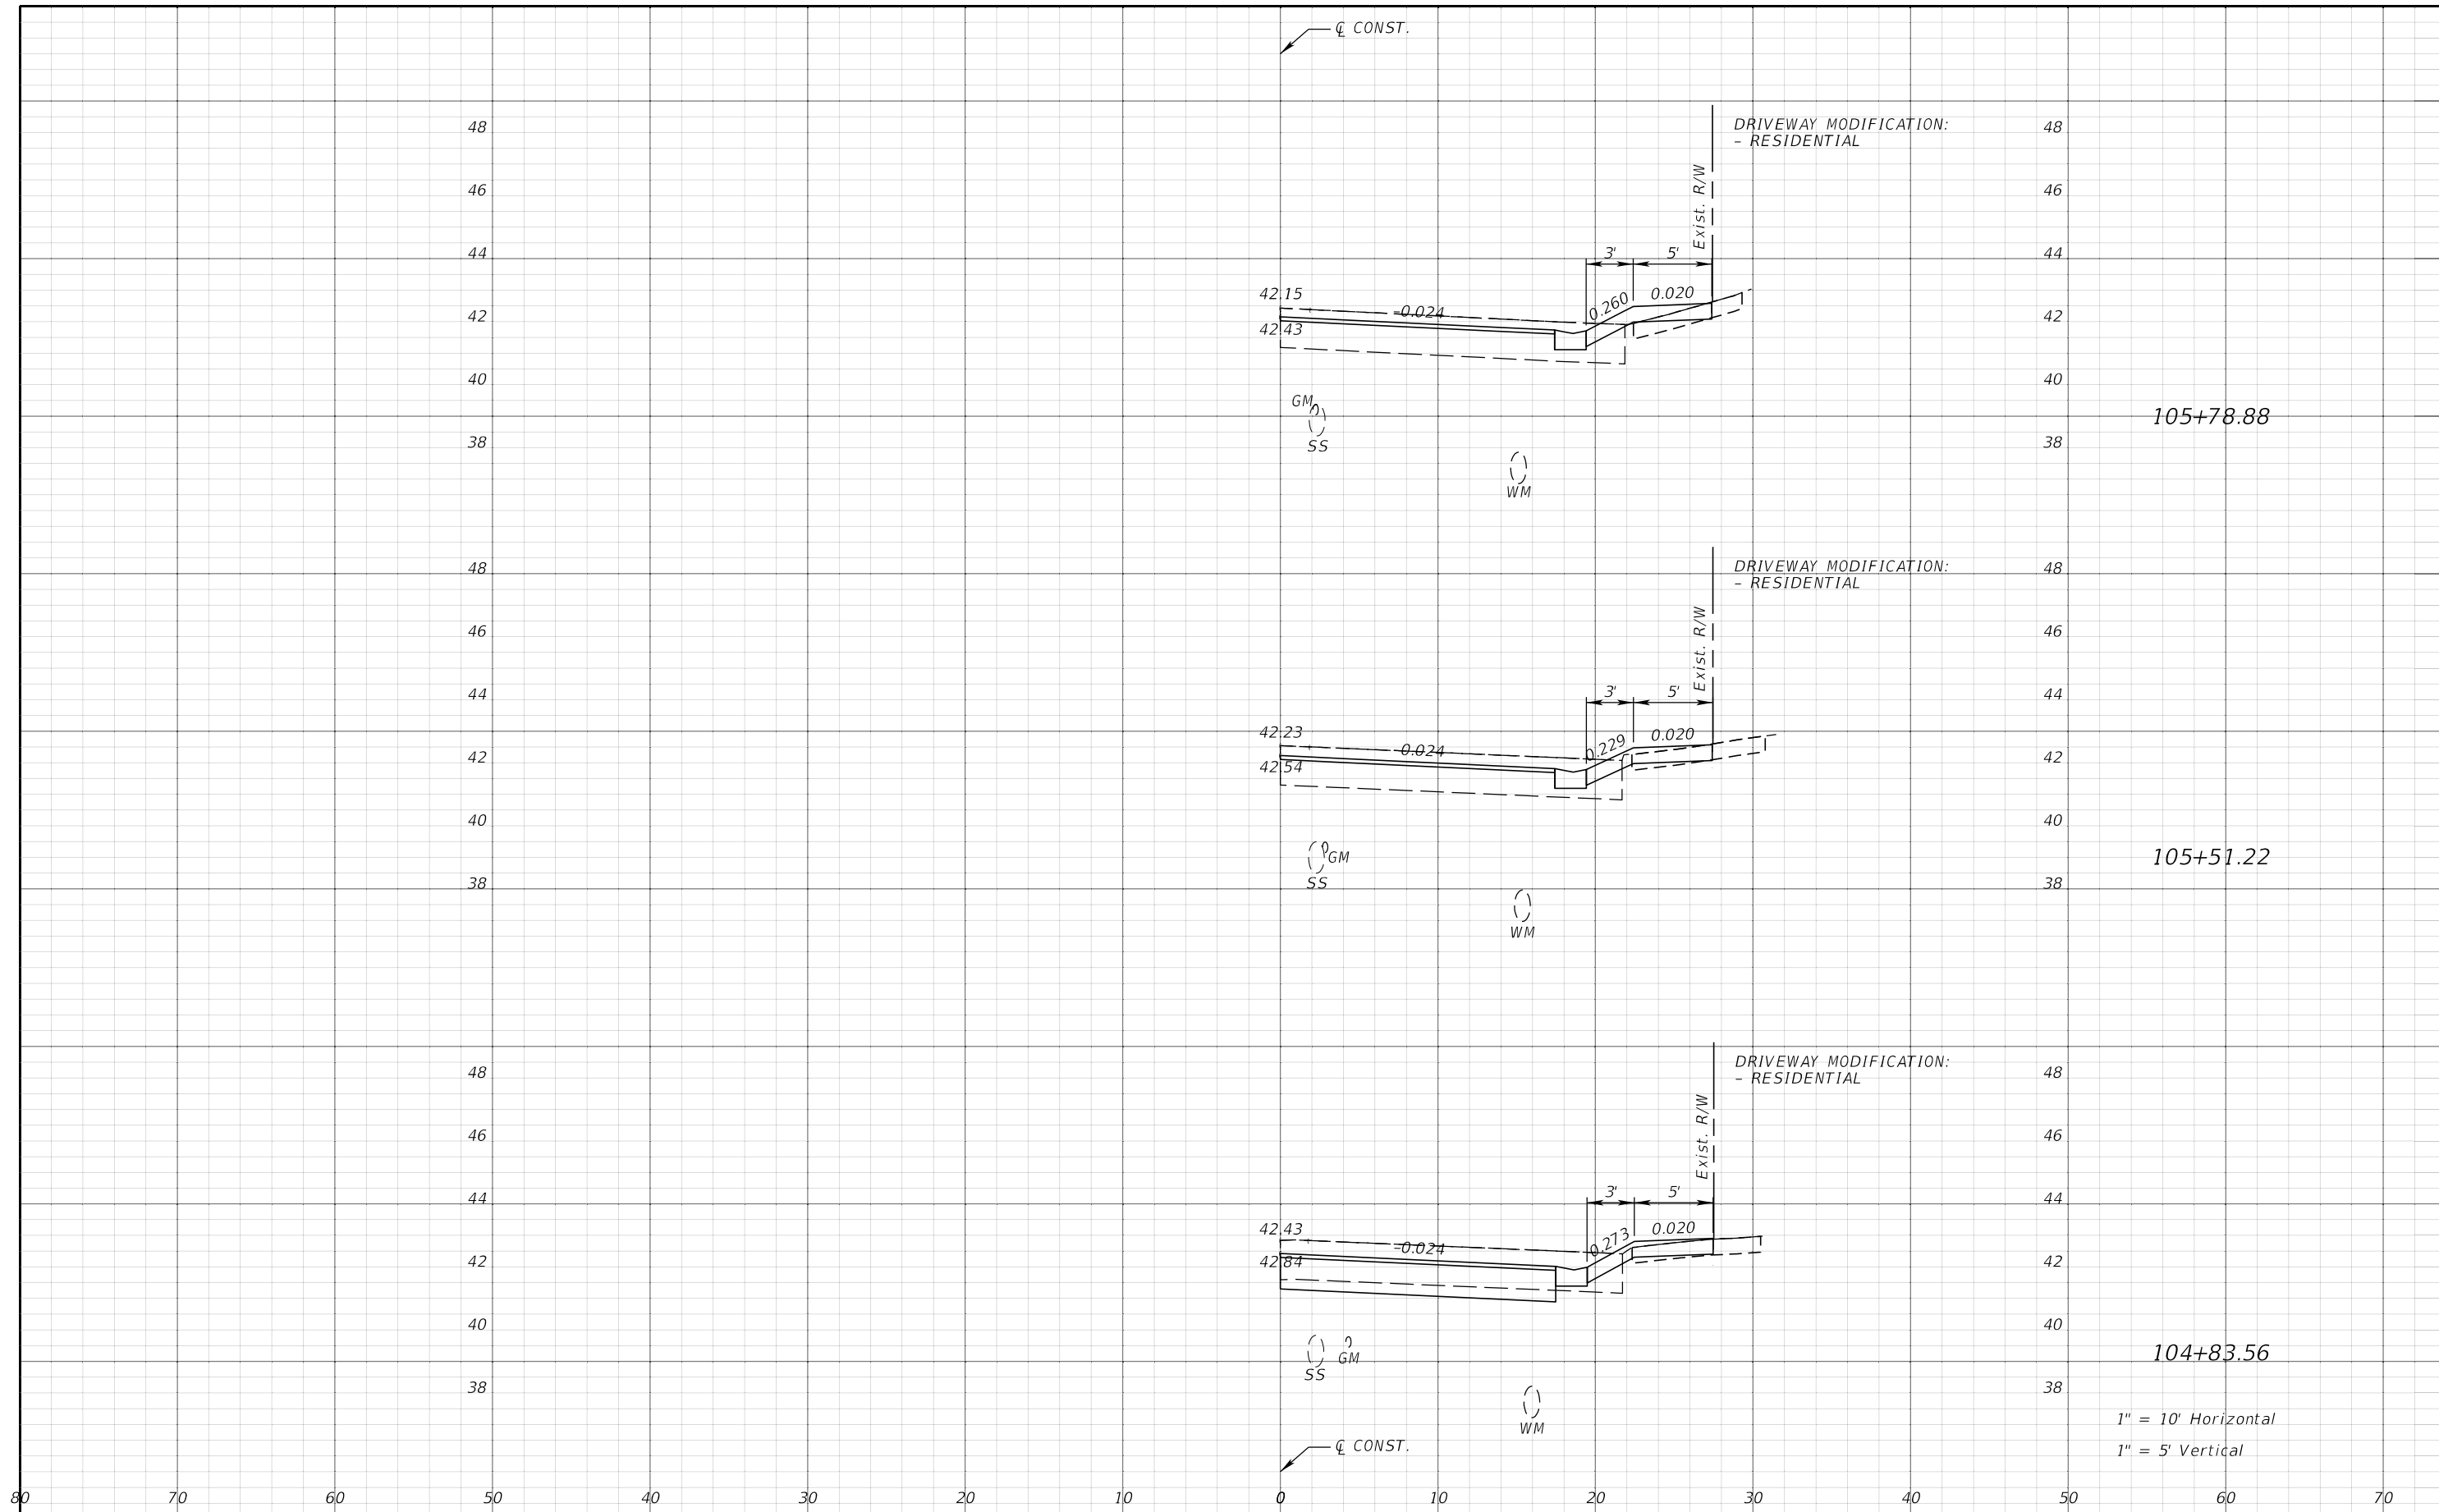 ℄ CONST.
48
DRIVEWAY MODIFICATION:
– RESIDENTIAL
48
46
Exist. R/W
46
44
3'
5'
44
42.15
-0.024
0.260
0.020
42
42
42.43
40
40
GM
SS
38
38
105+78.88
WM
48
DRIVEWAY MODIFICATION:
– RESIDENTIAL
48
46
Exist. R/W
46
44
3'
5'
44
42.23
-0.024
0.229
0.020
42
42
42.54
40
40
GM
SS
38
38
105+51.22
WM
DRIVEWAY MODIFICATION:
– RESIDENTIAL
48
48
46
Exist. R/W
46
44
3'
5'
44
42.43
-0.024
0.273
0.020
42
42
42.84
40
40
GM
SS
38
38
104+83.56
WM
1" = 10' Horizontal
℄ CONST.
1" = 5' Vertical
80 70 60 50 40 30 20 10 0 10 20 30 40 50 60 70